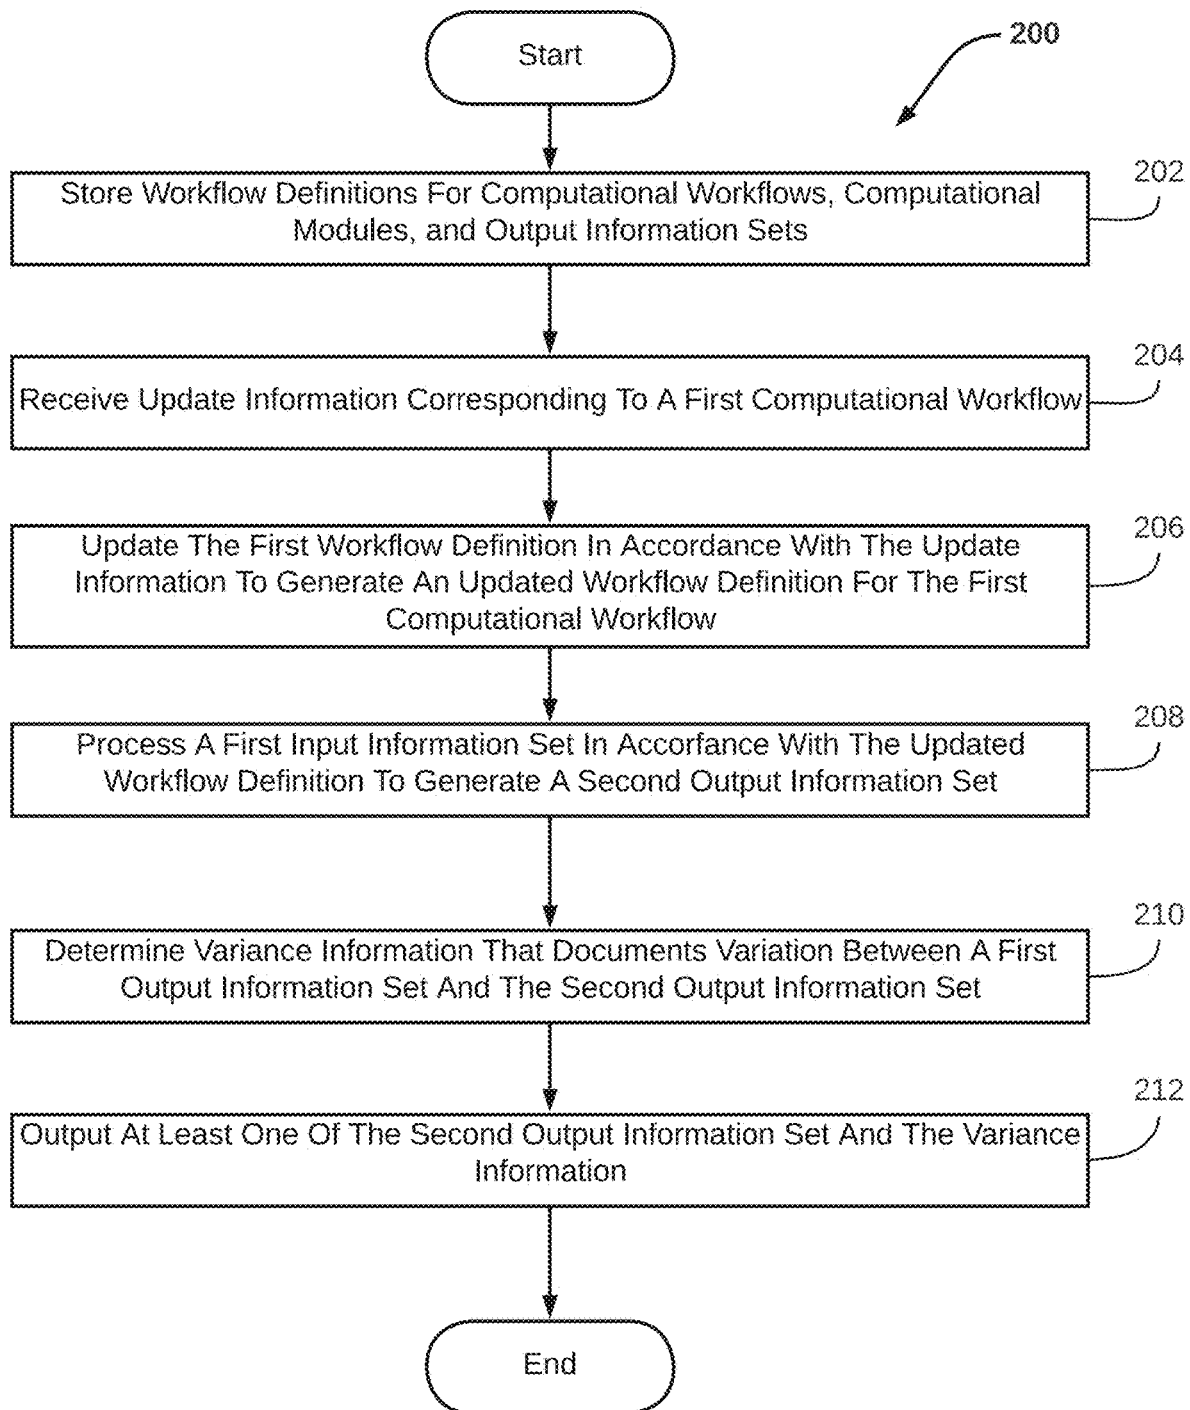 Start
200
202
Store Workflow Definitions For Computational Workflows, Computational
Modules, and Output Information Sets
204
Receive Update Information Corresponding To A First Computational Workflow
206
Update The First Workflow Definition In Accordance With The Update
Information To Generate An Updated Workflow Definition For The First
Computational Workflow
208
Process A First Input Information Set In Accorfance With The Updated
Workflow Definition To Generate A Second Output Information Set
210
Determine Variance Information That Documents Variation Between A First
Output Information Set And The Second Output Information Set
212
Output At Least One Of The Second Output Information Set And The Variance
Information
End